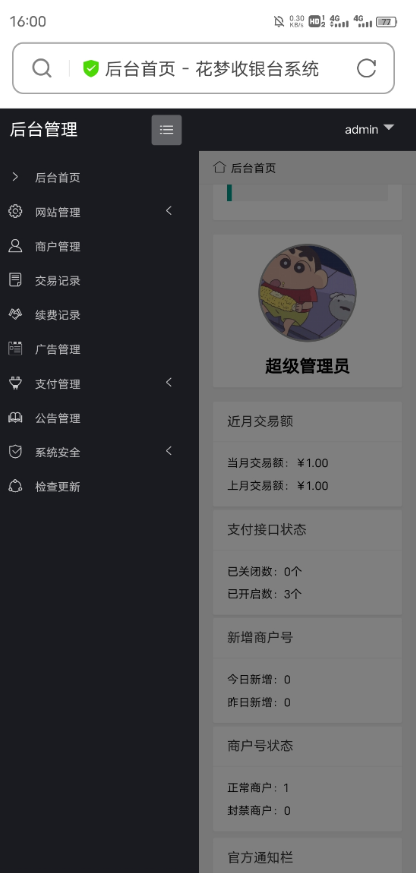 16:00
0.30
KB/s
HD 1
2
4G
4G
77
后台首页 - 花梦收银台系统
后台管理
admin
后台首页
网站管理
商户管理
交易记录
续费记录
广告管理
支付管理
公告管理
系统安全
检查更新
后台首页
超级管理员
近月交易额
当月交易额：￥1.00
上月交易额：￥1.00
支付接口状态
已关闭数：0个
已开启数：3个
新增商户号
今日新增：0
昨日新增：0
商户号状态
正常商户：1
封禁商户：0
官方通知栏